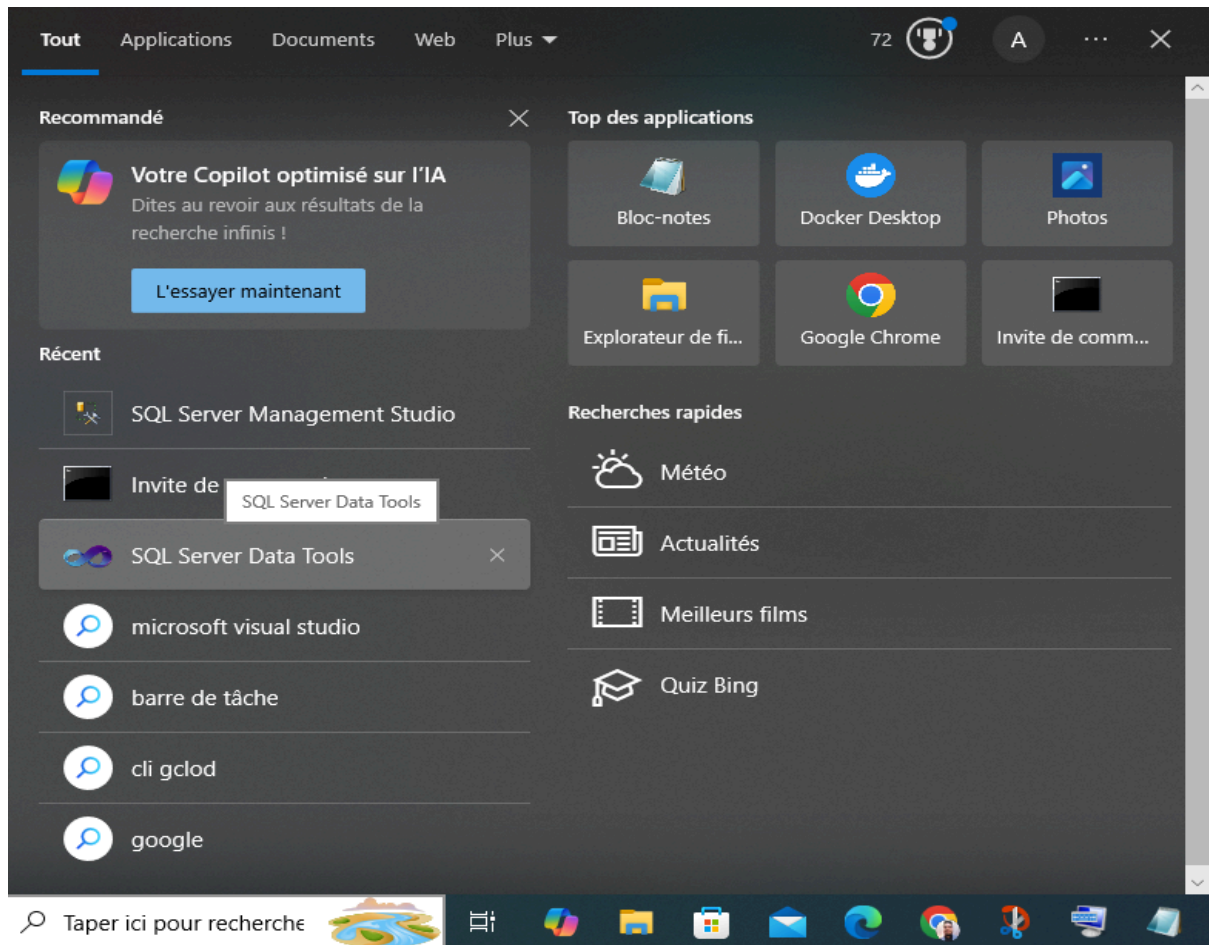 Tout Applications Documents Web Plus
72 A ...
Recommandé
Votre Copilot optimisé sur l'IA
Dites au revoir aux résultats de la
recherche infinis !
L'essayer maintenant
Récent
SQL Server Management Studio
Invite de
SQL Server Data Tools
SQL Server Data Tools
microsoft visual studio
barre de tâche
cli gclod
google
Top des applications
Bloc-notes
Docker Desktop
Photos
Explorateur de fi...
Google Chrome
Invite de comm...
Recherches rapides
Météo
Actualités
Meilleurs films
Quiz Bing
Taper ici pour recherche